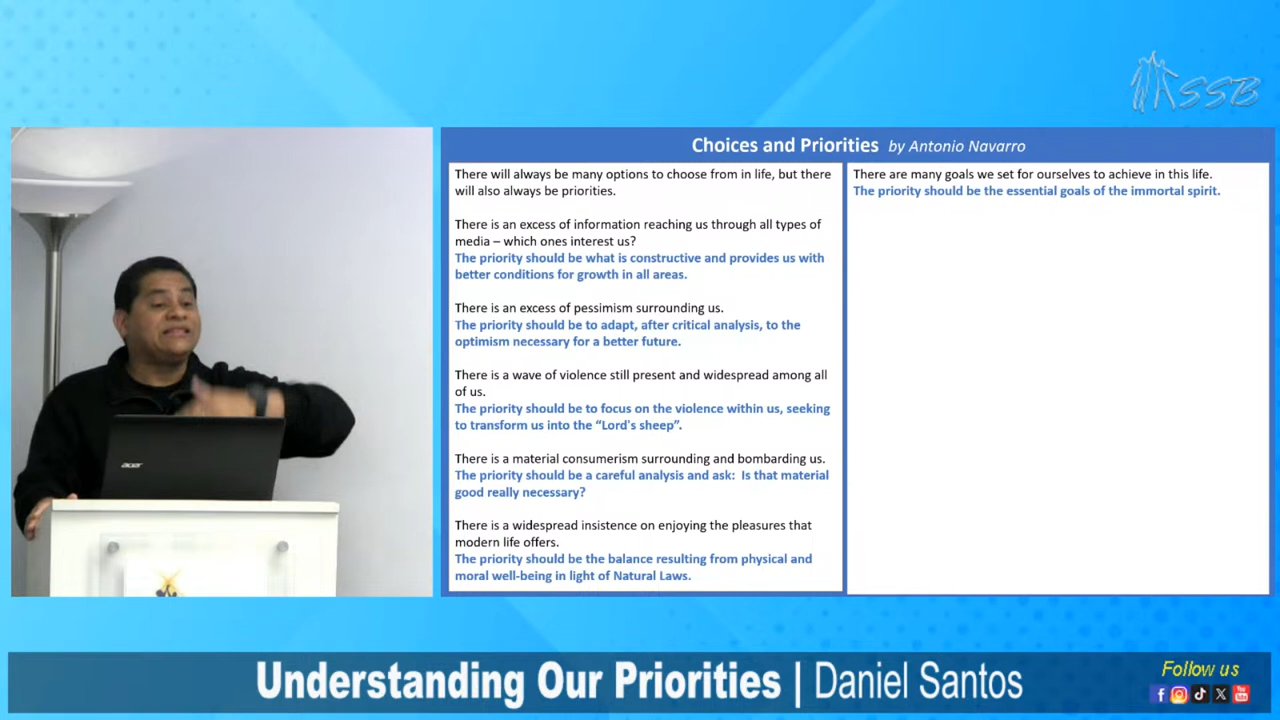 SSB
Choices and Priorities by Antonio Navarro
There will always be many options to choose from in life, but there
will also always be priorities.
There is an excess of information reaching us through all types of
media – which ones interest us?
The priority should be what is constructive and provides us with
better conditions for growth in all areas.
There is an excess of pessimism surrounding us.
The priority should be to adapt, after critical analysis, to the
optimism necessary for a better future.
There is a wave of violence still present and widespread among all
of us.
The priority should be to focus on the violence within us, seeking
to transform us into the “Lord's sheep”.
There is a material consumerism surrounding and bombarding us.
The priority should be a careful analysis and ask: Is that material
good really necessary?
There is a widespread insistence on enjoying the pleasures that
modern life offers.
The priority should be the balance resulting from physical and
moral well-being in light of Natural Laws.
There are many goals we set for ourselves to achieve in this life.
The priority should be the essential goals of the immortal spirit.
acer
Understanding Our Priorities | Daniel Santos
Follow us